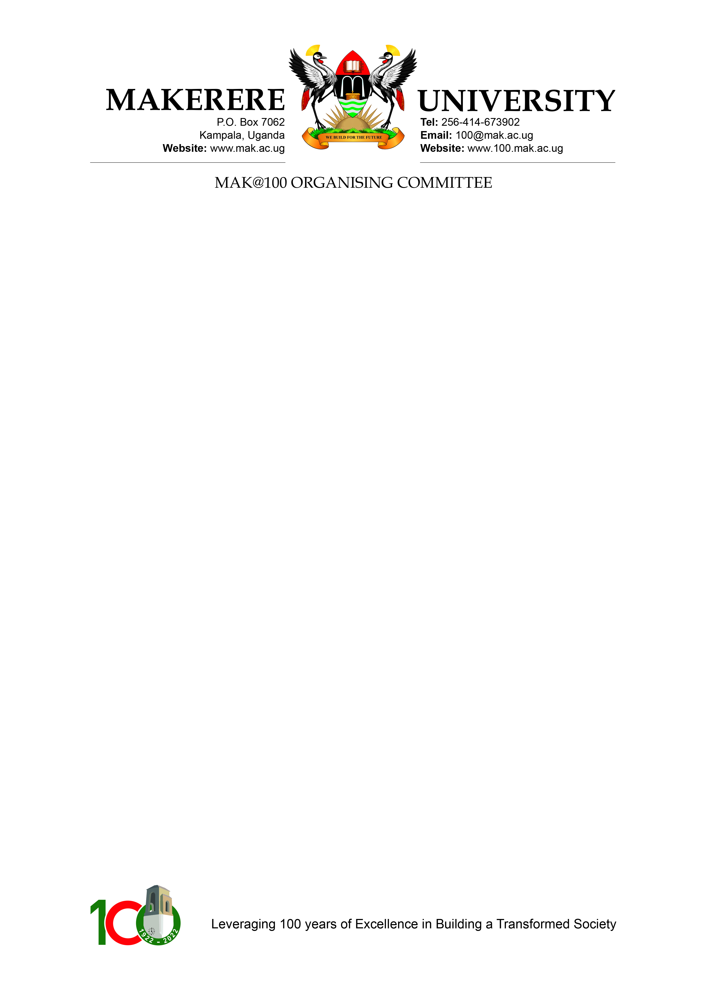 MAKERERE UNIVERSITY
P.O. Box 7062
Kampala, Uganda
Website: www.mak.ac.ug
WE BUILD FOR THE FUTURE
Tel: 256-414-673902
Email: 100@mak.ac.ug
Website: www.100.mak.ac.ug
MAK@100 ORGANISING COMMITTEE
100
1922 - 2022
Leveraging 100 years of Excellence in Building a Transformed Society